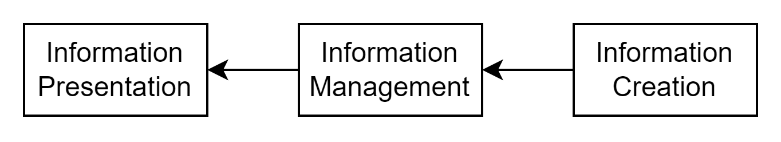 Information
Presentation
Information
Management
Information
Creation